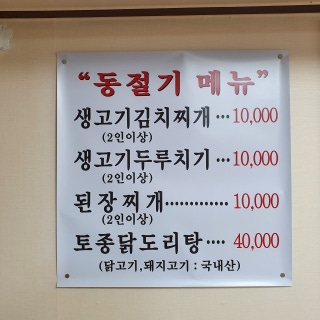 “동절기 메뉴”
생고기김치찌개 ··· 10,000
(2인이상)
생고기두루치기 ··· 10,000
(2인이상)
된장찌개 ············· 10,000
(2인이상)
토종닭도리탕 ···· 40,000
(닭고기,돼지고기 : 국내산)